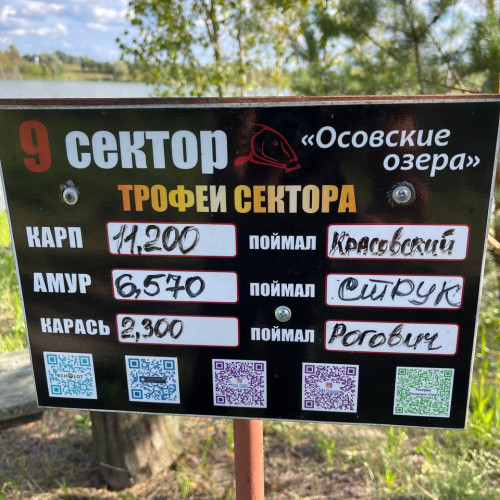 9 сектор «Осовские
озера»
ТРОФЕИ СЕКТОРА
КАРП 11,200 ПОЙМАЛ Красовский
АМУР 6,570 ПОЙМАЛ Струк
КАРАСЬ 2,300 ПОЙМАЛ Рогович
ECHOLOT